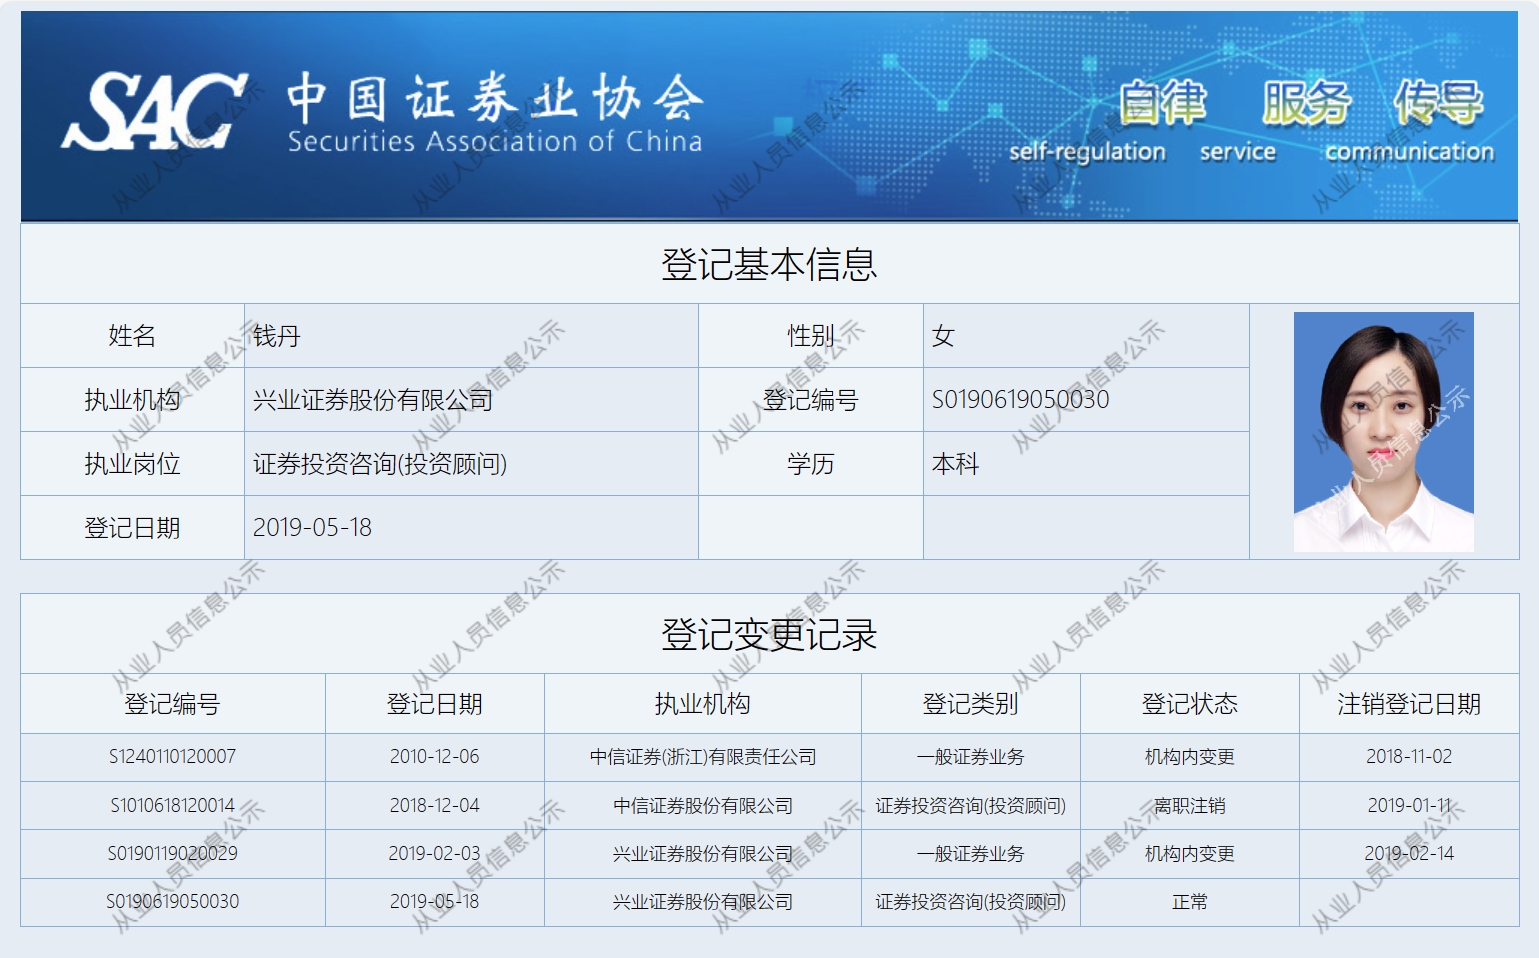 SAC 中国证券业协会
Securities Association of China
自律 服务 传导
self-regulation service communication
登记基本信息
姓名 钱丹 性别 女
执业机构 兴业证券股份有限公司 登记编号 S0190619050030
执业岗位 证券投资咨询(投资顾问) 学历 本科
登记日期 2019-05-18
从业人员信息公示
登记变更记录
登记编号 登记日期 执业机构 登记类别 登记状态 注销登记日期
S1240110120007 2010-12-06 中信证券(浙江)有限责任公司 一般证券业务 机构内变更 2018-11-02
S1010618120014 2018-12-04 中信证券股份有限公司 证券投资咨询(投资顾问) 离职注销 2019-01-11
S0190119020029 2019-02-03 兴业证券股份有限公司 一般证券业务 机构内变更 2019-02-14
S0190619050030 2019-05-18 兴业证券股份有限公司 证券投资咨询(投资顾问) 正常